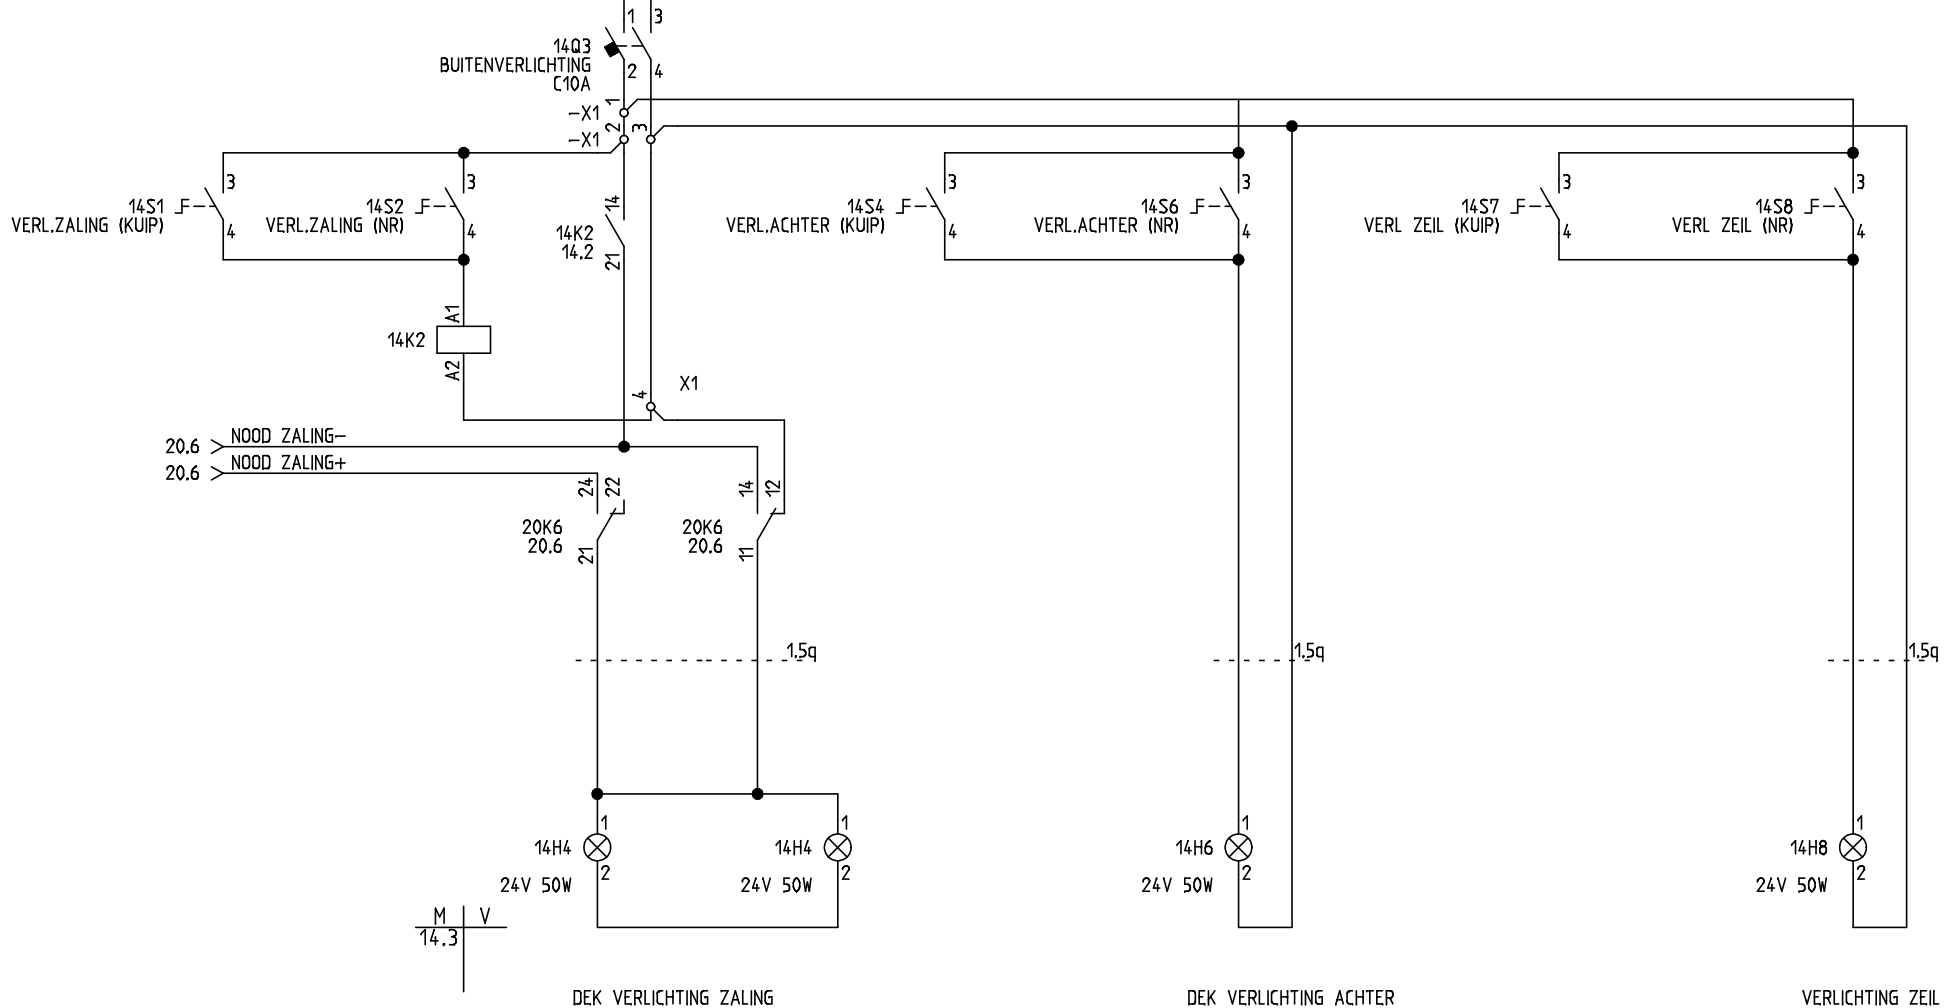 1 3
14Q3
BUITENVERLICHTING
C10A
2 4
1
-X1
2 3
-X1
3 3 3 3 3 3
14S1
VERL.ZALING (KUIP)
4
14S2
VERL.ZALING (NR)
4
14
14K2
14.2
21
14S4
VERL.ACHTER (KUIP)
4
14S6
VERL.ACHTER (NR)
4
14S7
VERL ZEIL (KUIP)
4
14S8
VERL ZEIL (NR)
4
A1
14K2
A2
X1
4
20.6 NOOD ZALING-
20.6 NOOD ZALING+
24 22
20K6
20.6
21
14 12
20K6
20.6
11
1.5q 1.5q 1.5q
1
14H4
2
24V 50W
1
14H4
2
24V 50W
1
14H6
2
24V 50W
1
14H8
2
24V 50W
M V
14.3
DEK VERLICHTING ZALING
DEK VERLICHTING ACHTER
VERLICHTING ZEIL